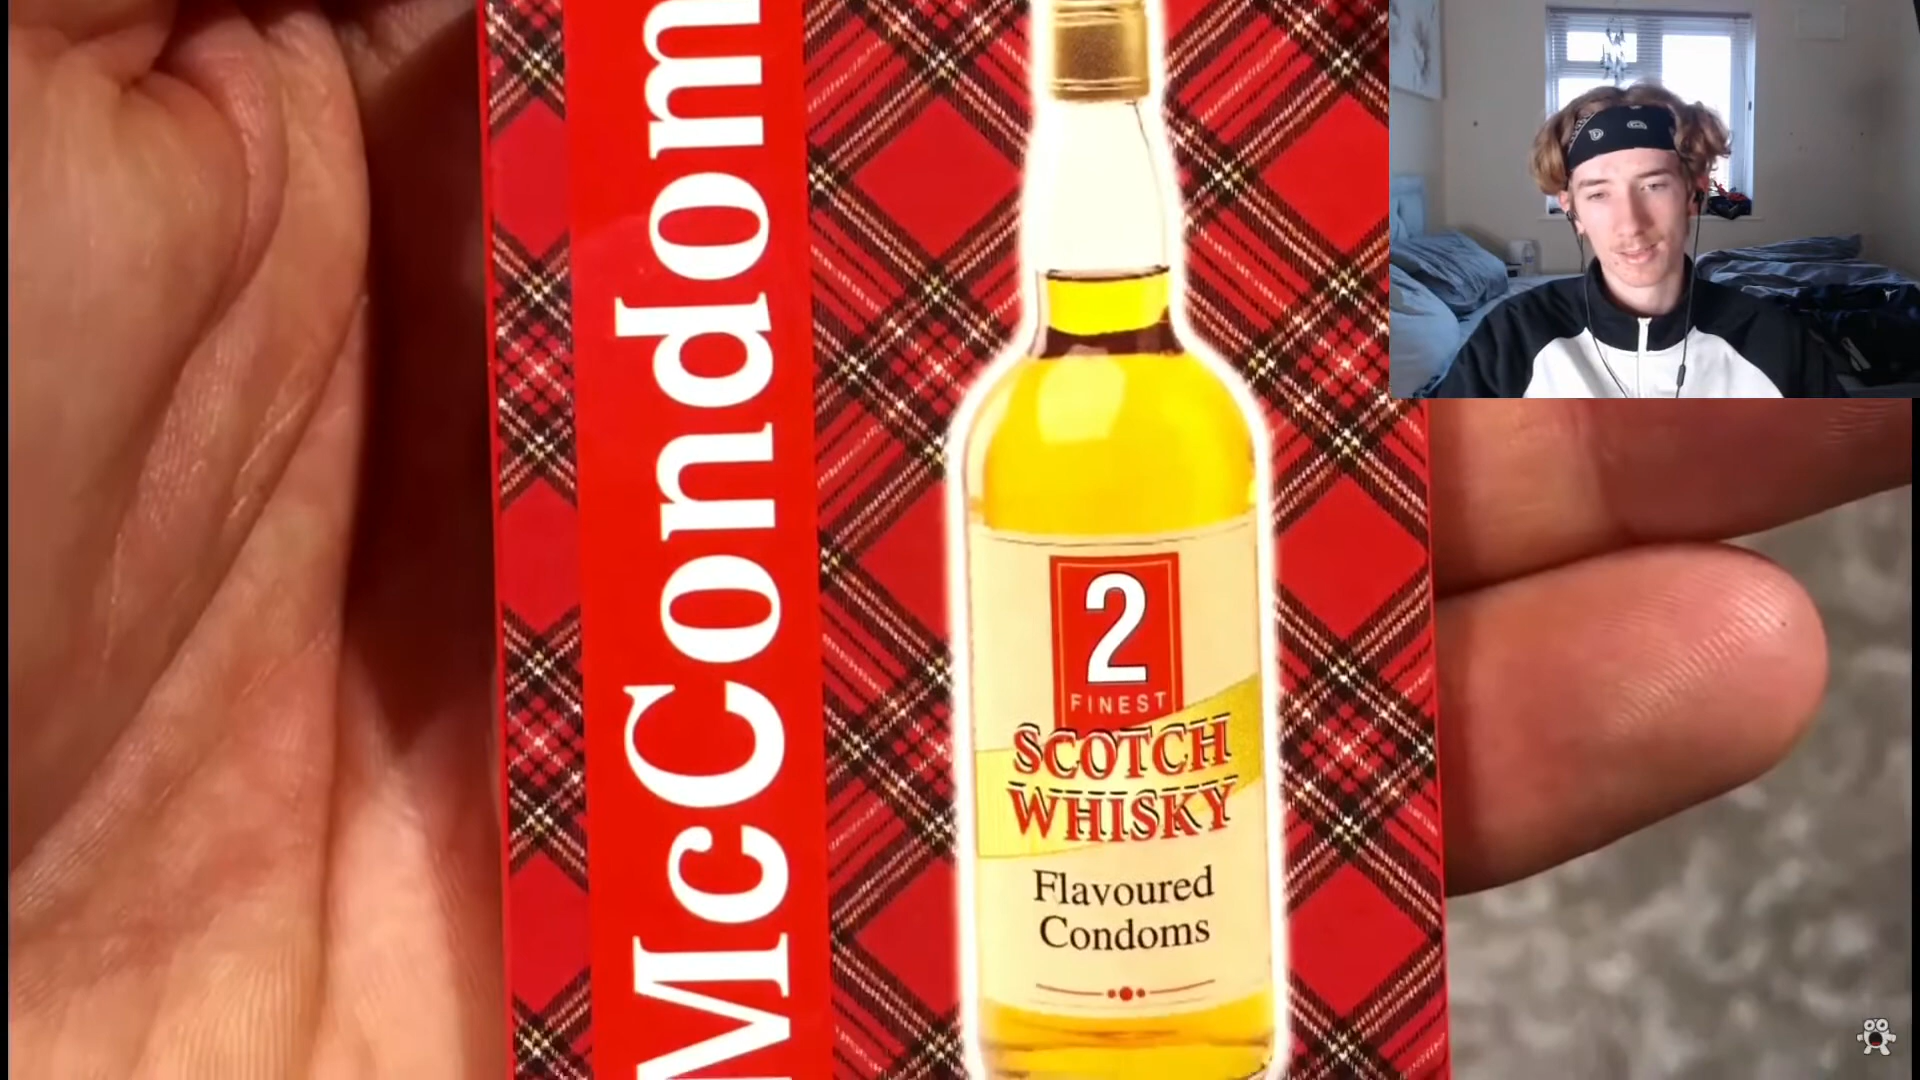 McCondom
2
FINEST
SCOTCH
WHISKY
Flavoured
Condoms